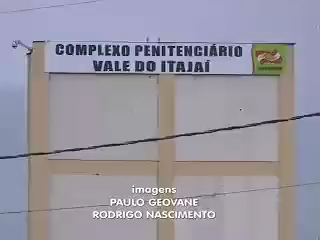 COMPLEXO PENITENCIÁRIO
VALE DO ITAJAÍ
imagens
PAULO GEOVANE
RODRIGO NASCIMENTO